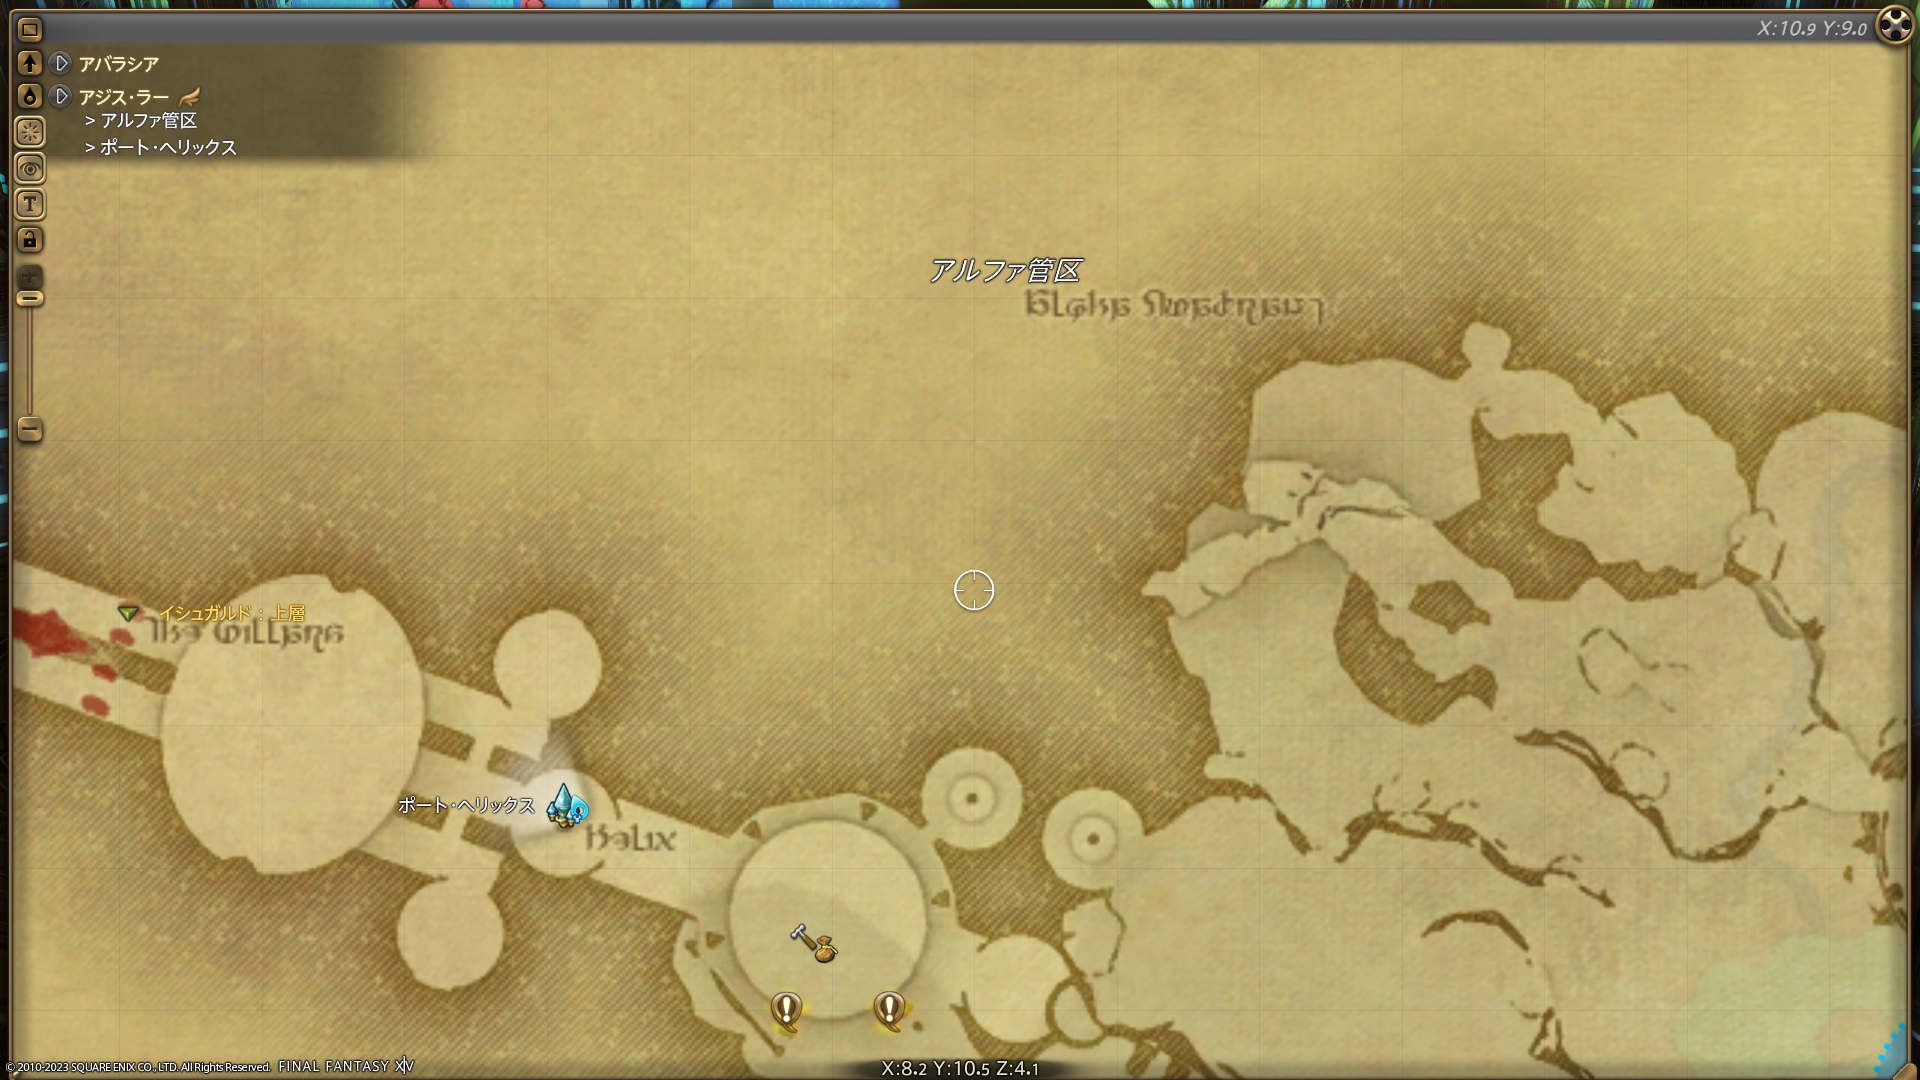 X:10.9 Y:9.0
アバラシア
アジス・ラー
> アルファ管区
> ポート・ヘリックス
T
アルファ管区
イシュガルド：上層
ポート・ヘリックス
© 2010-2023 SQUARE ENIX CO., LTD. All Rights Reserved. FINAL FANTASY XIV
X:8.2 Y:10.5 Z:4.1